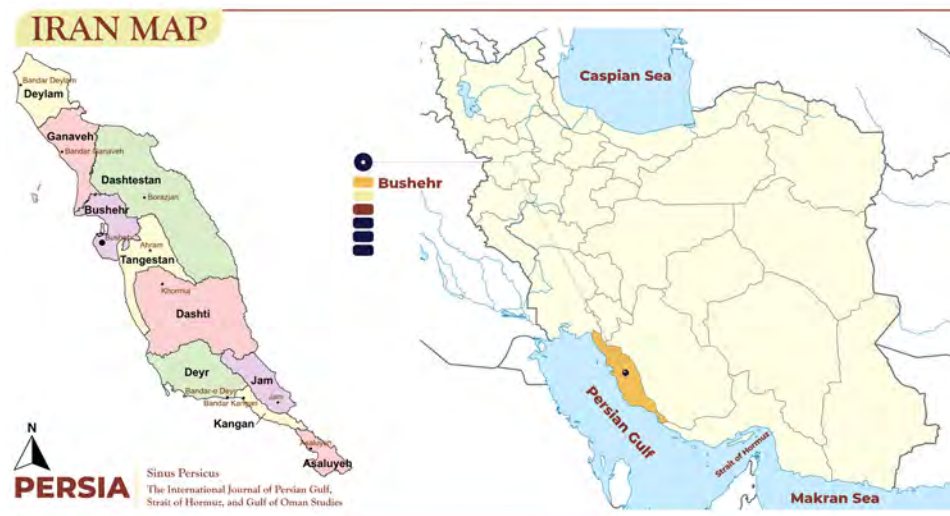 IRAN MAP
Bandar Deylam
Deylam
Ganaveh
Bandar Ganaveh
Dashtestan
Borazjan
Bushehr
Ahram
Tangestan
Khormuj
Dashti
Deyr
Bandar-e Deyr
Jam
Jam
Bandar Kangan
Kangan
Asaluyeh
N
PERSIA
Sinus Persicus
The International Journal of Persian Gulf,
Strait of Hormuz, and Gulf of Oman Studies
Bushehr
Caspian Sea
Persian Gulf
Strait of Hormuz
Makran Sea